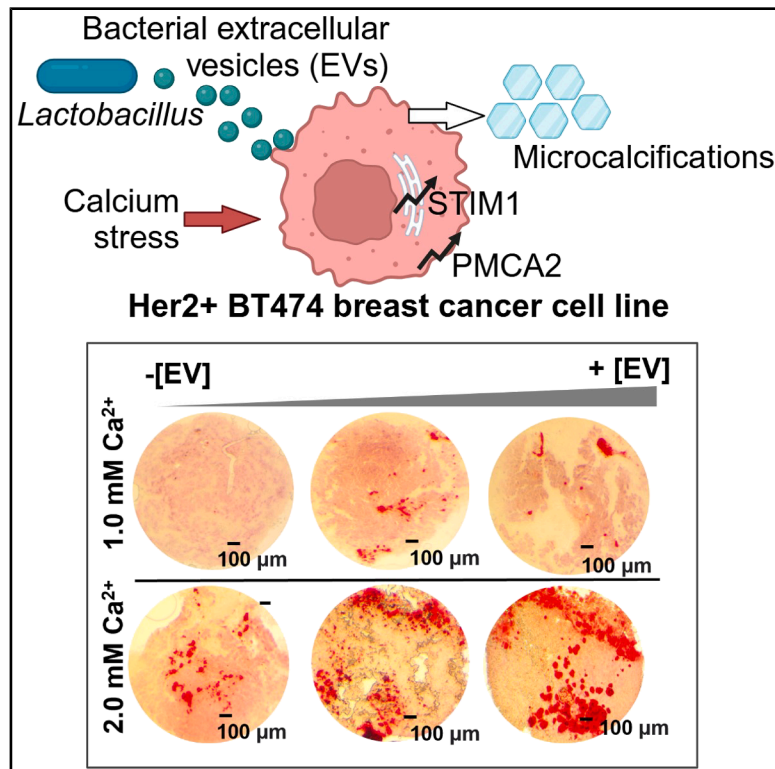 Bacterial extracellular
vesicles (EVs)
Lactobacillus
Microcalcifications
STIM1
Calcium
stress
PMCA2
Her2+ BT474 breast cancer cell line
-[EV]
+ [EV]
1.0 mM Ca²⁺
100 µm
100 µm
100 µm
2.0 mM Ca²⁺
100 µm
100 µm
100 µm